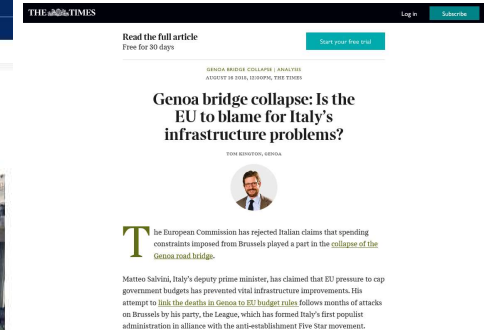 THE TIMES
Log in
Subscribe
Read the full article
Free for 30 days
Start your free trial
GENOA BRIDGE COLLAPSE | ANALYSIS
AUGUST 16 2018, 12:00PM, THE TIMES
Genoa bridge collapse: Is the
EU to blame for Italy's
infrastructure problems?
TOM KINGTON, GENOA
The European Commission has rejected Italian claims that spending
constraints imposed from Brussels played a part in the collapse of the
Genoa road bridge.
Matteo Salvini, Italy's deputy prime minister, has claimed that EU pressure to cap
government budgets has prevented vital infrastructure improvements. His
attempt to link the deaths in Genoa to EU budget rules follows months of attacks
on Brussels by his party, the League, which has formed Italy's first populist
administration in alliance with the anti-establishment Five Star movement.